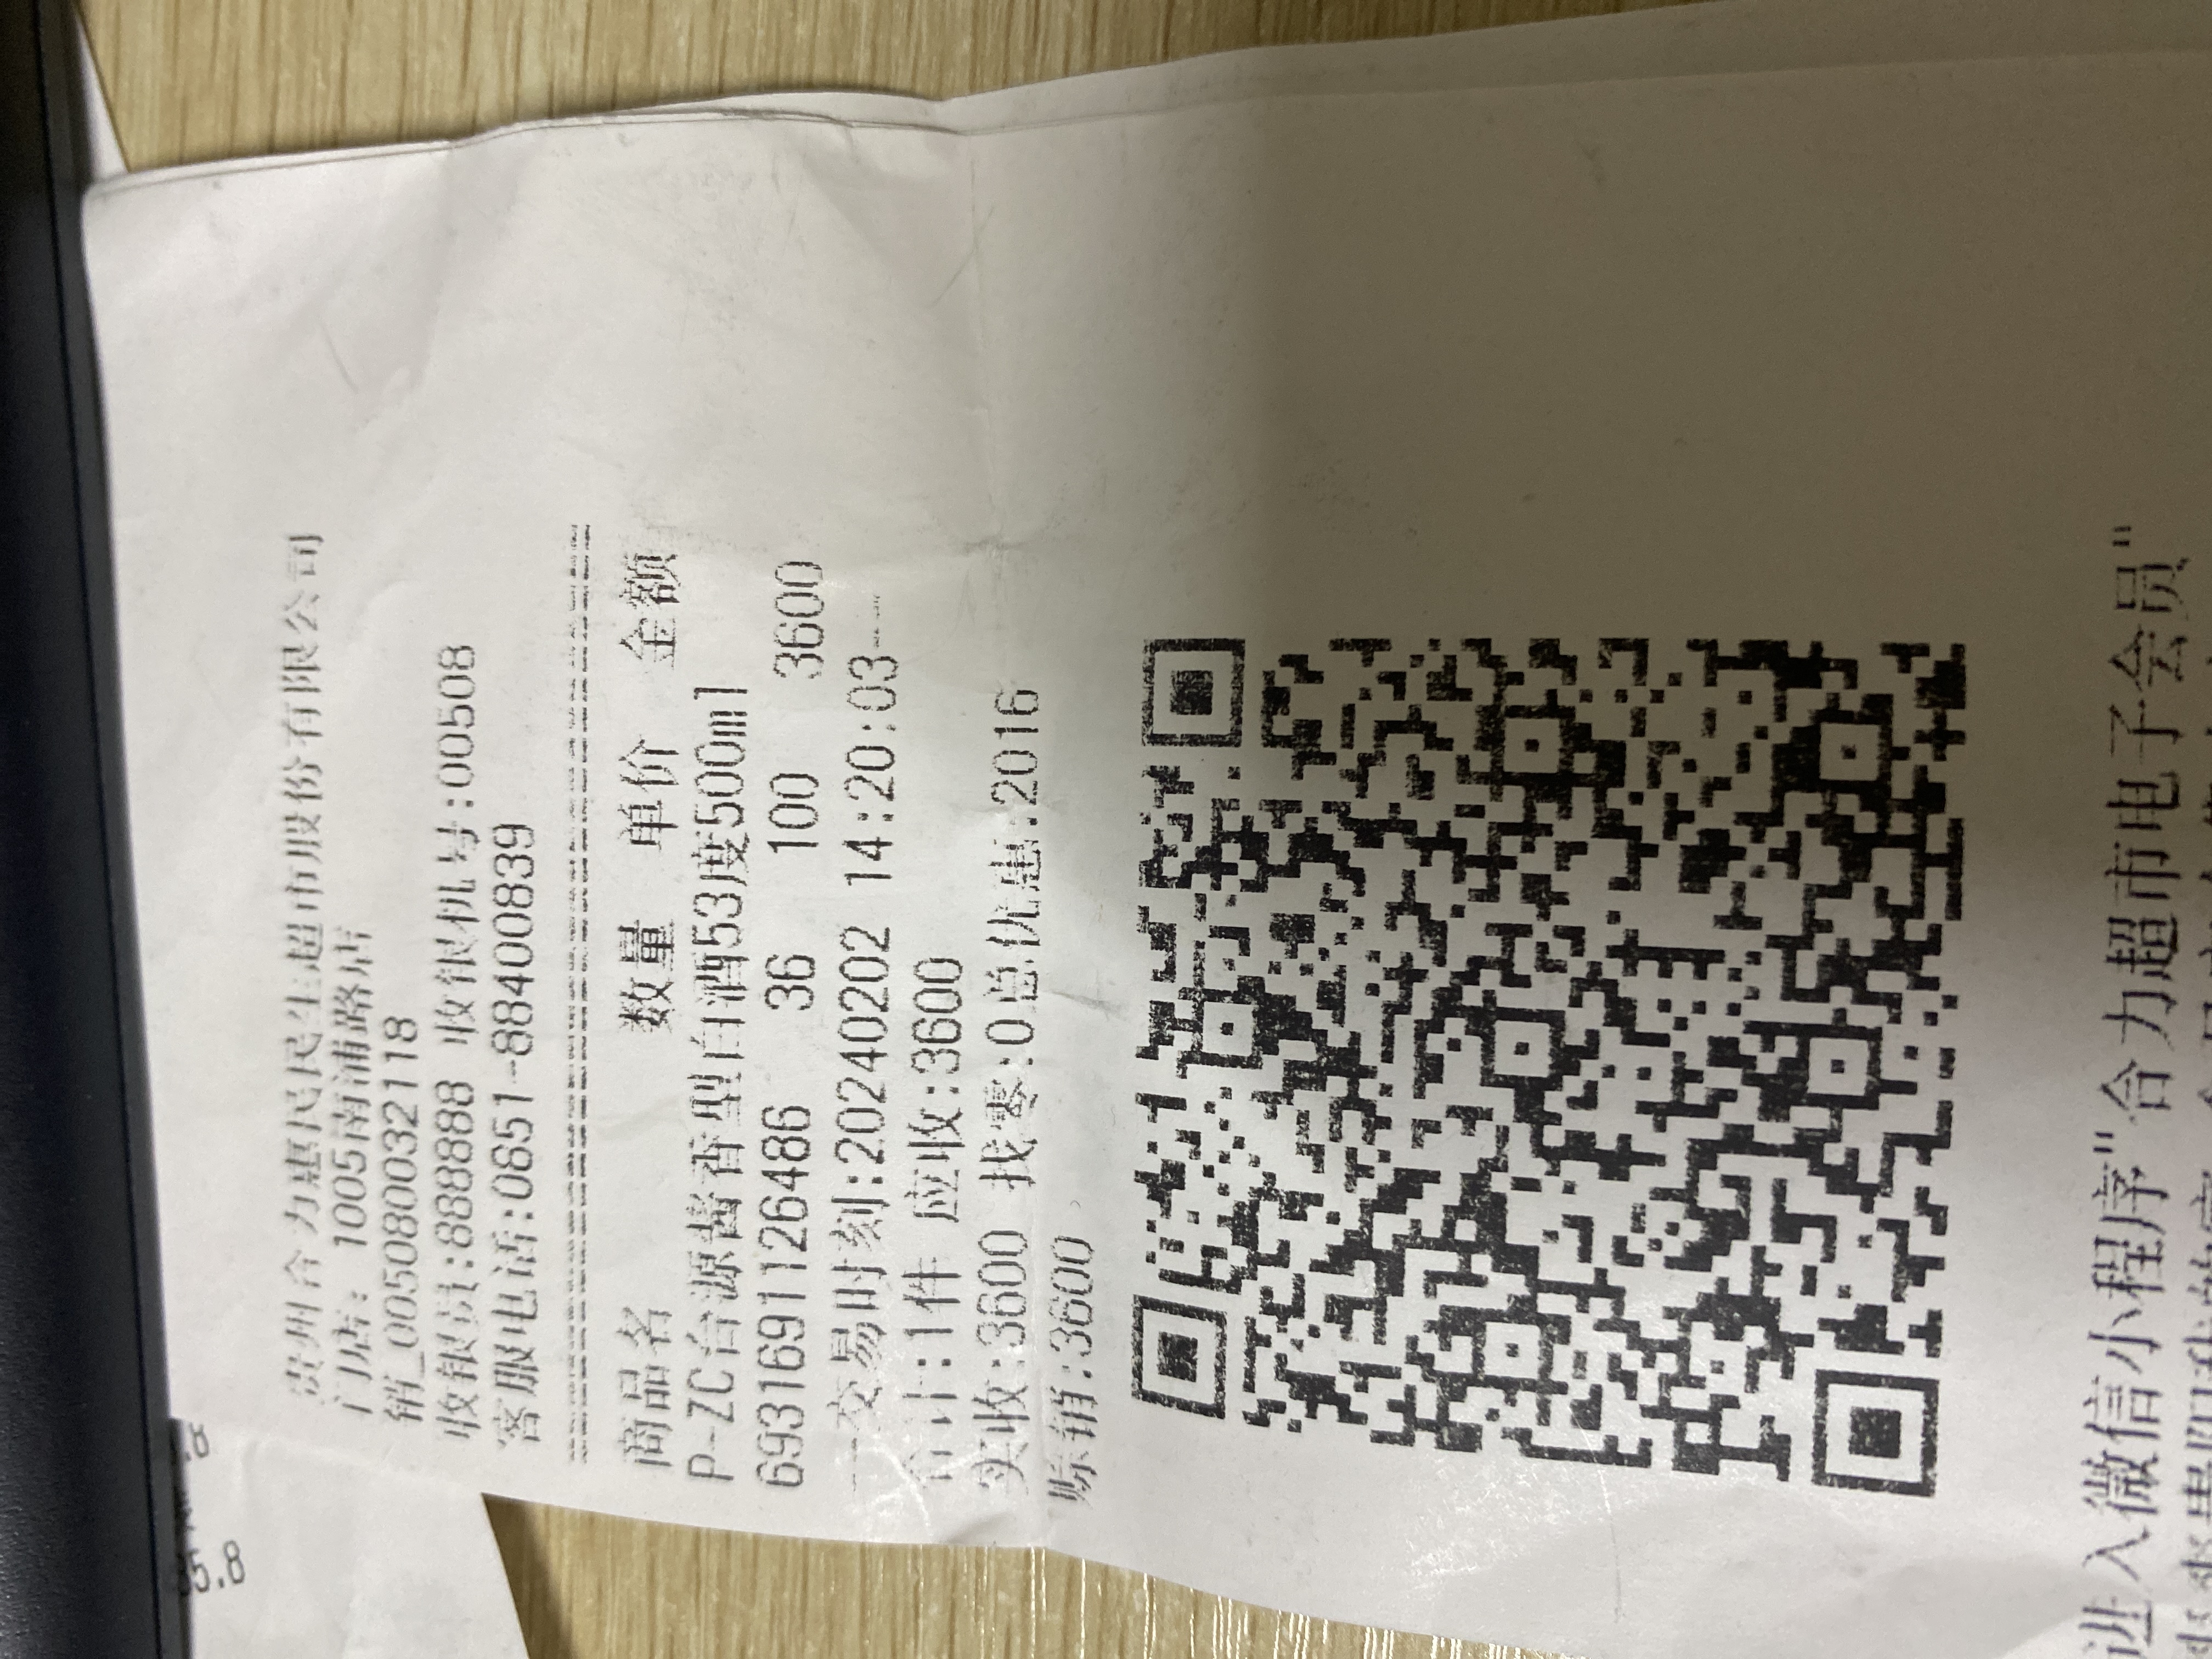 贵州合力惠民民生超市股份有限公司
门店: 1005南浦路店
销_0050800032118
收银员:888888 收银机号:00508
客服电话:0851-88400839
商品名 数量 单价 金额
P-ZC台源酱香型白酒53度500ml
6931691126486 36 100 3600
--交易时刻:20240202 14:20:03----
合计:1件 应收:3600
实收:3600 找零:0总优惠:2016
赊销:3600
进入微信小程序"合力超市电子会员"
35.8